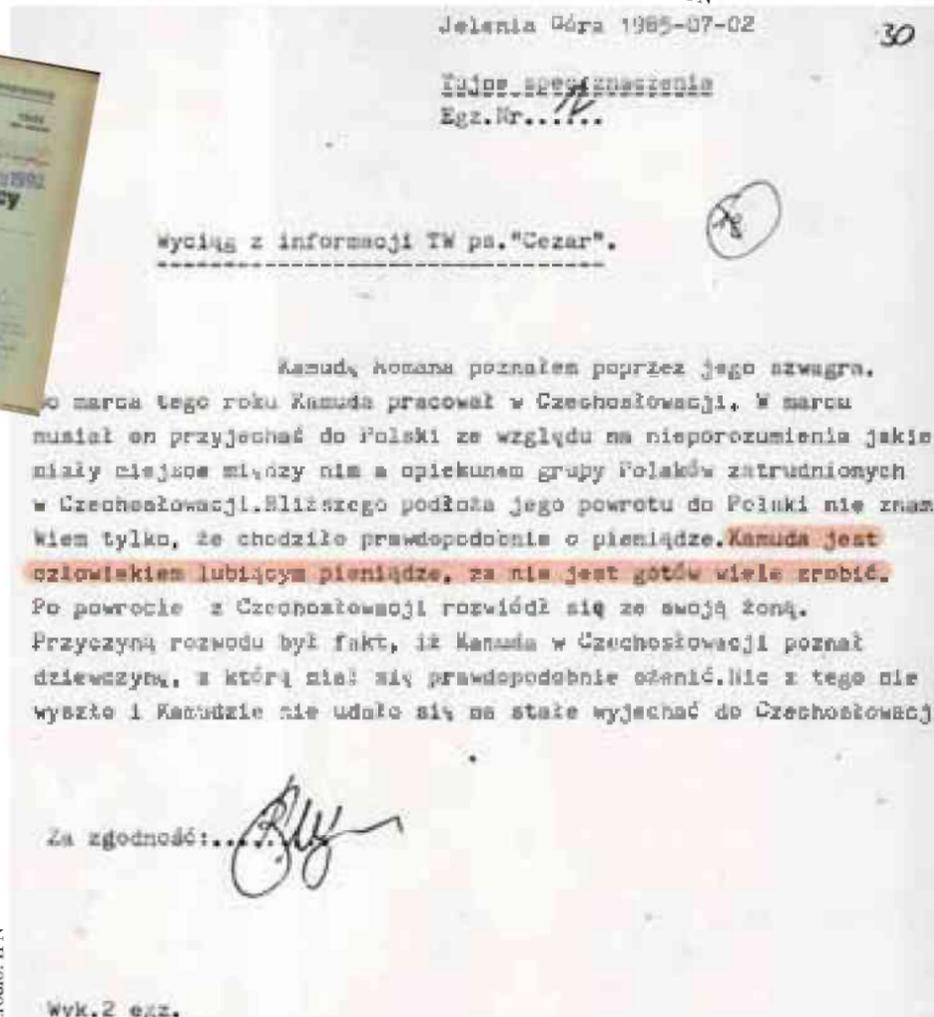 Jelenia Góra 1985-07-02
30
Tajne spec.znaczenia
Egz.Nr......
Wyciąg z informacji TW ps."Cezar".
Kamudę Romana poznałem poprzez jego szwagra.
Do marca tego roku Kamuda pracował w Czechosłowacji. W marcu
musiał on przyjechać do Polski ze względu na nieporozumienia jakie
miały miejsce między nim a opiekunem grupy Polaków zatrudnionych
w Czechosłowacji.Bliższego podłoża jego powrotu do Polski nie znam
Wiem tylko, że chodziło prawdopodobnie o pieniądze.Kamuda jest
człowiekiem lubiącym pieniądze, za nie jest gotów wiele zrobić.
Po powrocie z Czechosłowacji rozwiódł się ze swoją żoną.
Przyczyną rozwodu był fakt, iż Kamuda w Czechosłowacji poznał
dziewczynę, z którą miał się prawdopodobnie ożenić.Nic z tego nie
wyszło i Kamudzie nie udało się na stałe wyjechać do Czechosłowacj
Za zgodność:......
Wyk.2 egz.